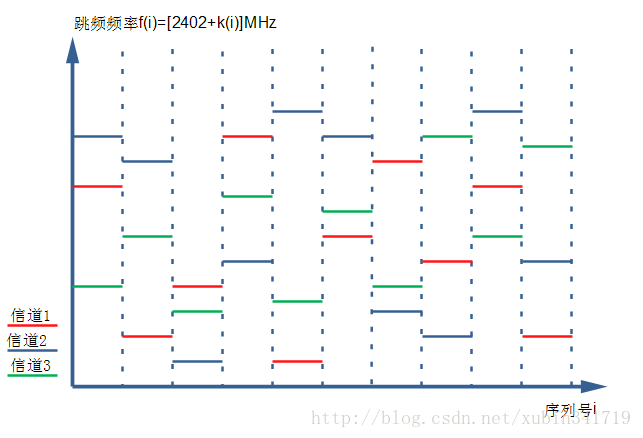 跳频频率f(i)=[2402+k(i)]MHz
信道1
信道2
信道3
序列号i
http://blog.csdn.net/xubin341719